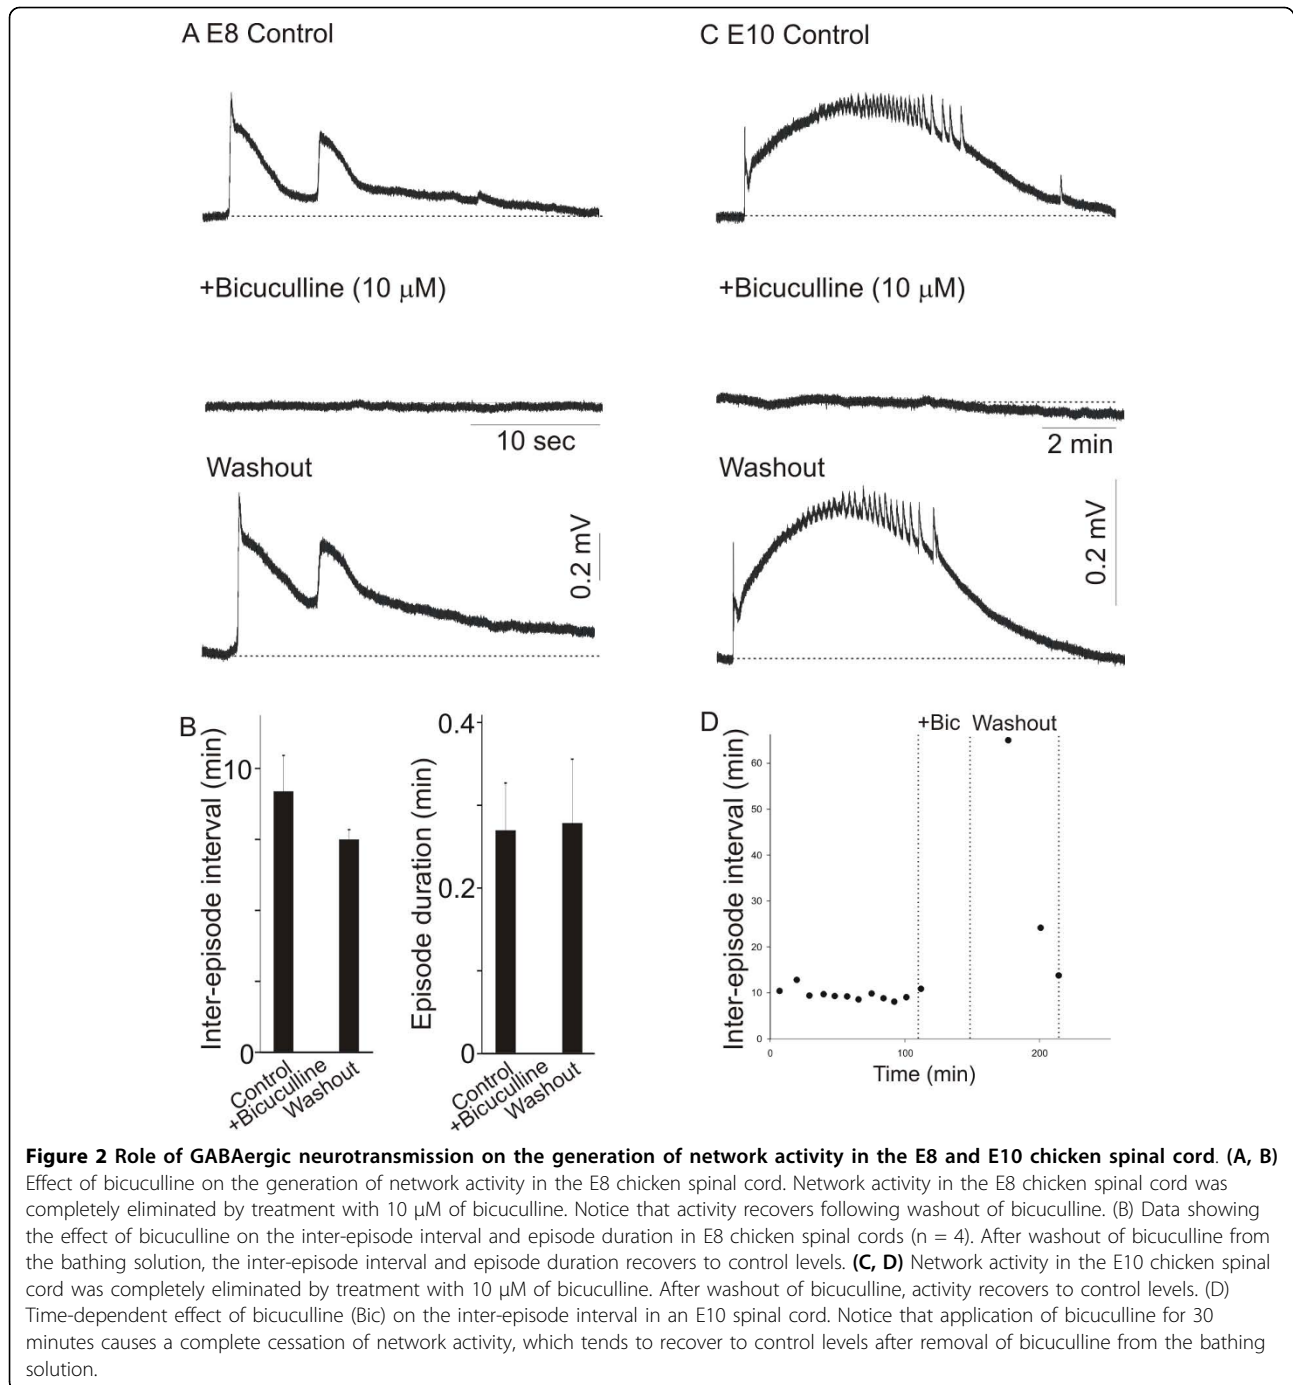 A E8 Control
C E10 Control
+Bicuculline (10 μM)
+Bicuculline (10 μM)
10 sec
2 min
Washout
Washout
0.2 mV
0.2 mV
B
Inter-episode interval (min)
10
0
Control
+Bicuculline
Washout
Episode duration (min)
0.4
0.2
0
Control
+Bicuculline
Washout
D
+Bic
Washout
Inter-episode interval (min)
60
50
40
30
20
10
0
0
100
200
Time (min)
Figure 2 Role of GABAergic neurotransmission on the generation of network activity in the E8 and E10 chicken spinal cord. (A, B)
Effect of bicuculline on the generation of network activity in the E8 chicken spinal cord. Network activity in the E8 chicken spinal cord was
completely eliminated by treatment with 10 μM of bicuculline. Notice that activity recovers following washout of bicuculline. (B) Data showing
the effect of bicuculline on the inter-episode interval and episode duration in E8 chicken spinal cords (n = 4). After washout of bicuculline from
the bathing solution, the inter-episode interval and episode duration recovers to control levels. (C, D) Network activity in the E10 chicken spinal
cord was completely eliminated by treatment with 10 μM of bicuculline. After washout of bicuculline, activity recovers to control levels. (D)
Time-dependent effect of bicuculline (Bic) on the inter-episode interval in an E10 spinal cord. Notice that application of bicuculline for 30
minutes causes a complete cessation of network activity, which tends to recover to control levels after removal of bicuculline from the bathing
solution.